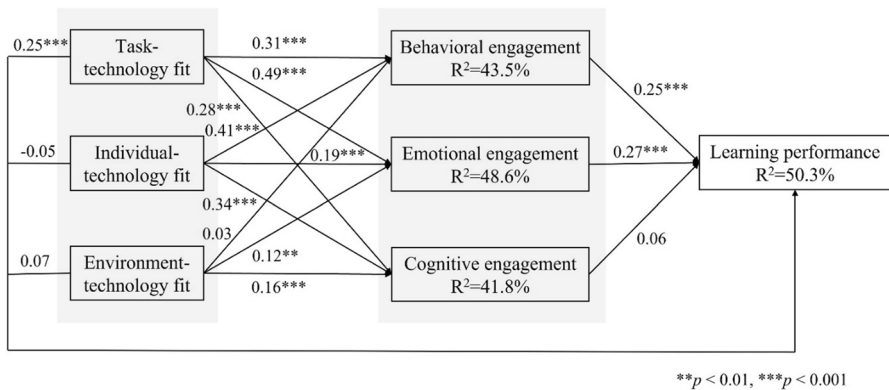 Task-
technology fit
Individual-
technology fit
Environment-
technology fit
0.25***
-0.05
0.07
0.31***
0.49***
0.28***
0.41***
0.19***
0.34***
0.03
0.12**
0.16***
Behavioral engagement
R²=43.5%
Emotional engagement
R²=48.6%
Cognitive engagement
R²=41.8%
0.25***
0.27***
0.06
Learning performance
R²=50.3%
**p < 0.01, ***p < 0.001